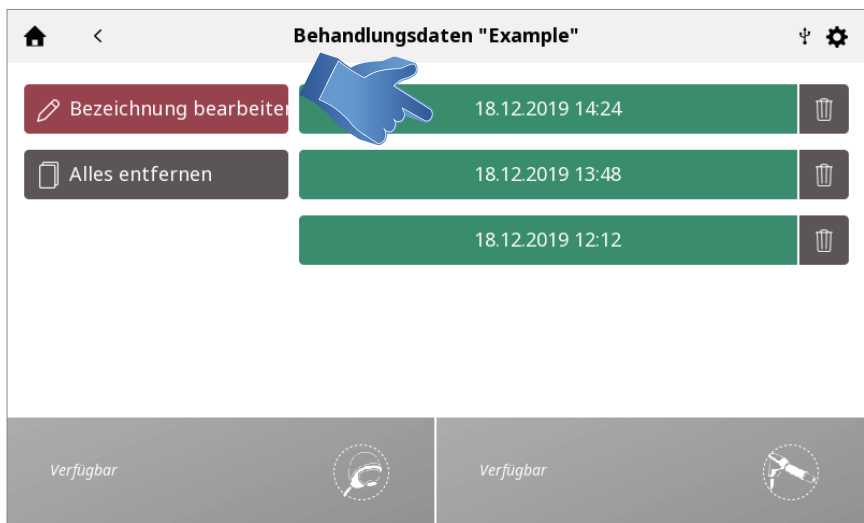 Behandlungsdaten "Example"
Bezeichnung bearbeiten
18.12.2019 14:24
Alles entfernen
18.12.2019 13:48
18.12.2019 12:12
Verfügbar
Verfügbar